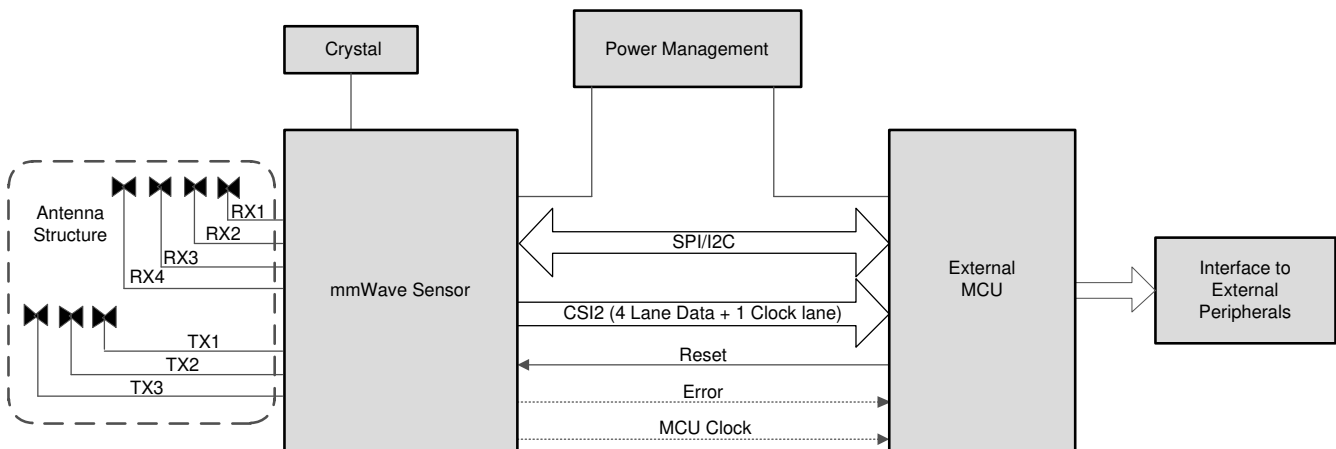 Crystal
Power Management
Antenna
Structure
RX1
RX2
RX3
RX4
TX1
TX2
TX3
mmWave Sensor
SPI/I2C
CSI2 (4 Lane Data + 1 Clock lane)
Reset
Error
MCU Clock
External
MCU
Interface to
External
Peripherals